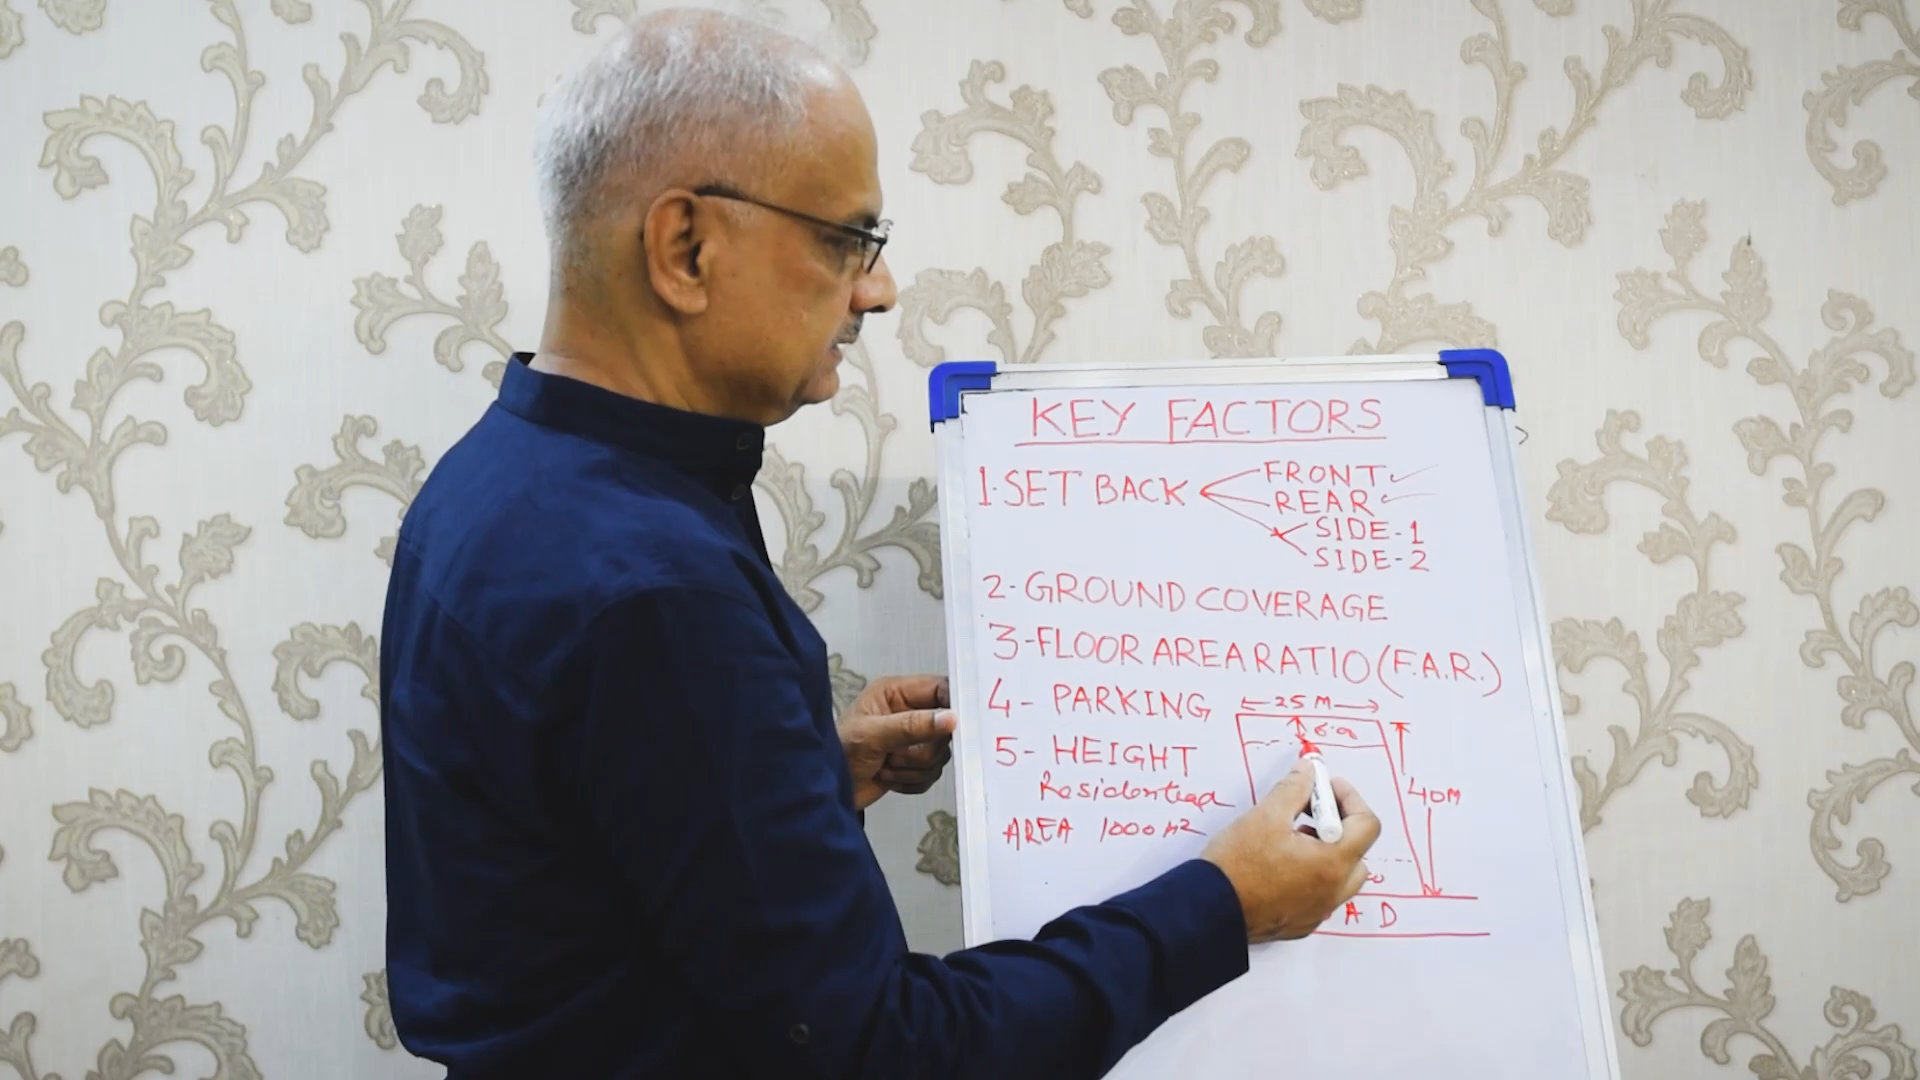 KEY FACTORS
1. SET BACK
FRONT
REAR
SIDE-1
SIDE-2
2- GROUND COVERAGE
3- FLOOR AREA RATIO (F.A.R.)
4- PARKING
25 M
5- HEIGHT
Residential
40M
AREA 1000 M2
A D